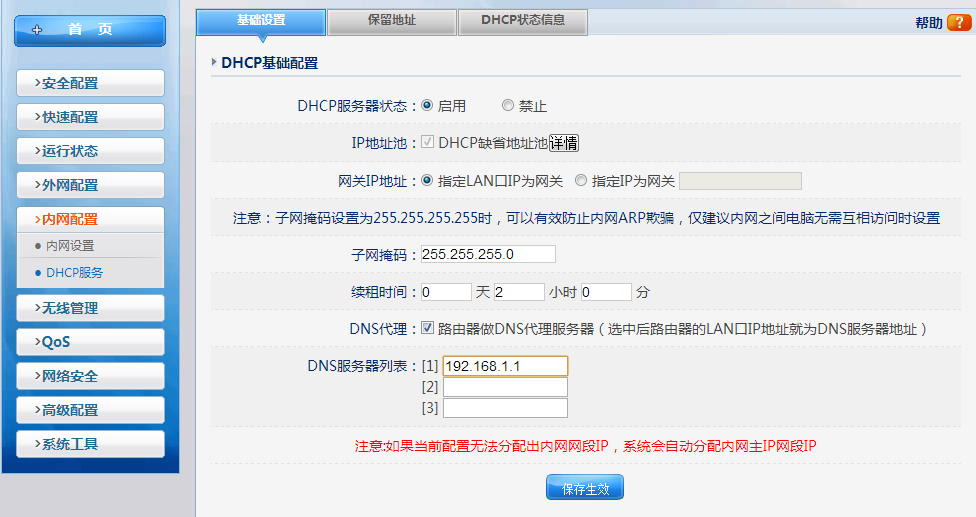 首 页
基础设置
保留地址
DHCP状态信息
帮助 ?
>安全配置
>快速配置
>运行状态
>外网配置
>内网配置
内网设置
DHCP服务
>无线管理
>QoS
>网络安全
>高级配置
>系统工具
DHCP基础配置
DHCP服务器状态：启用 禁止
IP地址池：DHCP缺省地址池详情
网关IP地址：指定LAN口IP为网关 指定IP为网关
注意：子网掩码设置为255.255.255.255时，可以有效防止内网ARP欺骗，仅建议内网之间电脑无需互相访问时设置
子网掩码：255.255.255.0
续租时间：0 天 2 小时 0 分
DNS代理：路由器做DNS代理服务器（选中后路由器的LAN口IP地址就为DNS服务器地址）
DNS服务器列表：[1] 192.168.1.1
[2]
[3]
注意:如果当前配置无法分配出内网网段IP，系统会自动分配内网主IP网段IP
保存生效